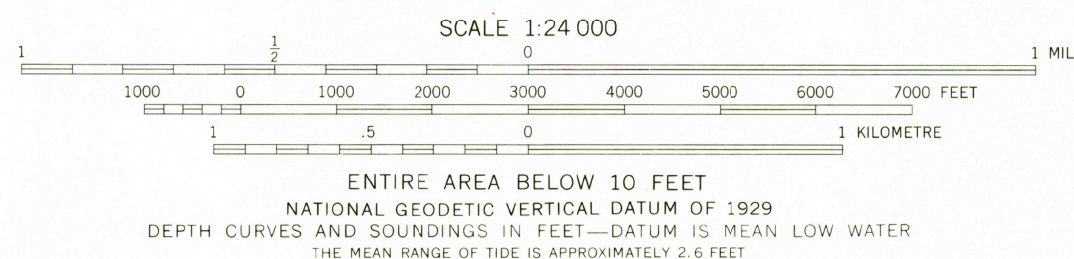 SCALE 1:24 000
1 1/2 0 1 MIL
1000 0 1000 2000 3000 4000 5000 6000 7000 FEET
1 .5 0 1 KILOMETRE
ENTIRE AREA BELOW 10 FEET
NATIONAL GEODETIC VERTICAL DATUM OF 1929
DEPTH CURVES AND SOUNDINGS IN FEET—DATUM IS MEAN LOW WATER
THE MEAN RANGE OF TIDE IS APPROXIMATELY 2.6 FEET